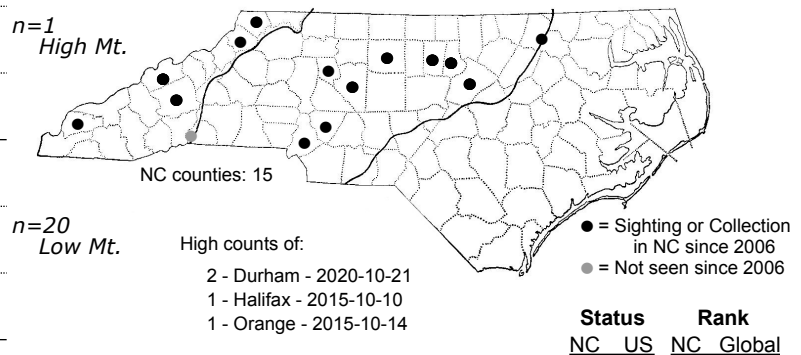 n=1
High Mt.
NC counties: 15
n=20
Low Mt.
High counts of:
2 - Durham - 2020-10-21
1 - Halifax - 2015-10-10
1 - Orange - 2015-10-14
● = Sighting or Collection
in NC since 2006
● = Not seen since 2006
Status Rank
NC US NC Global